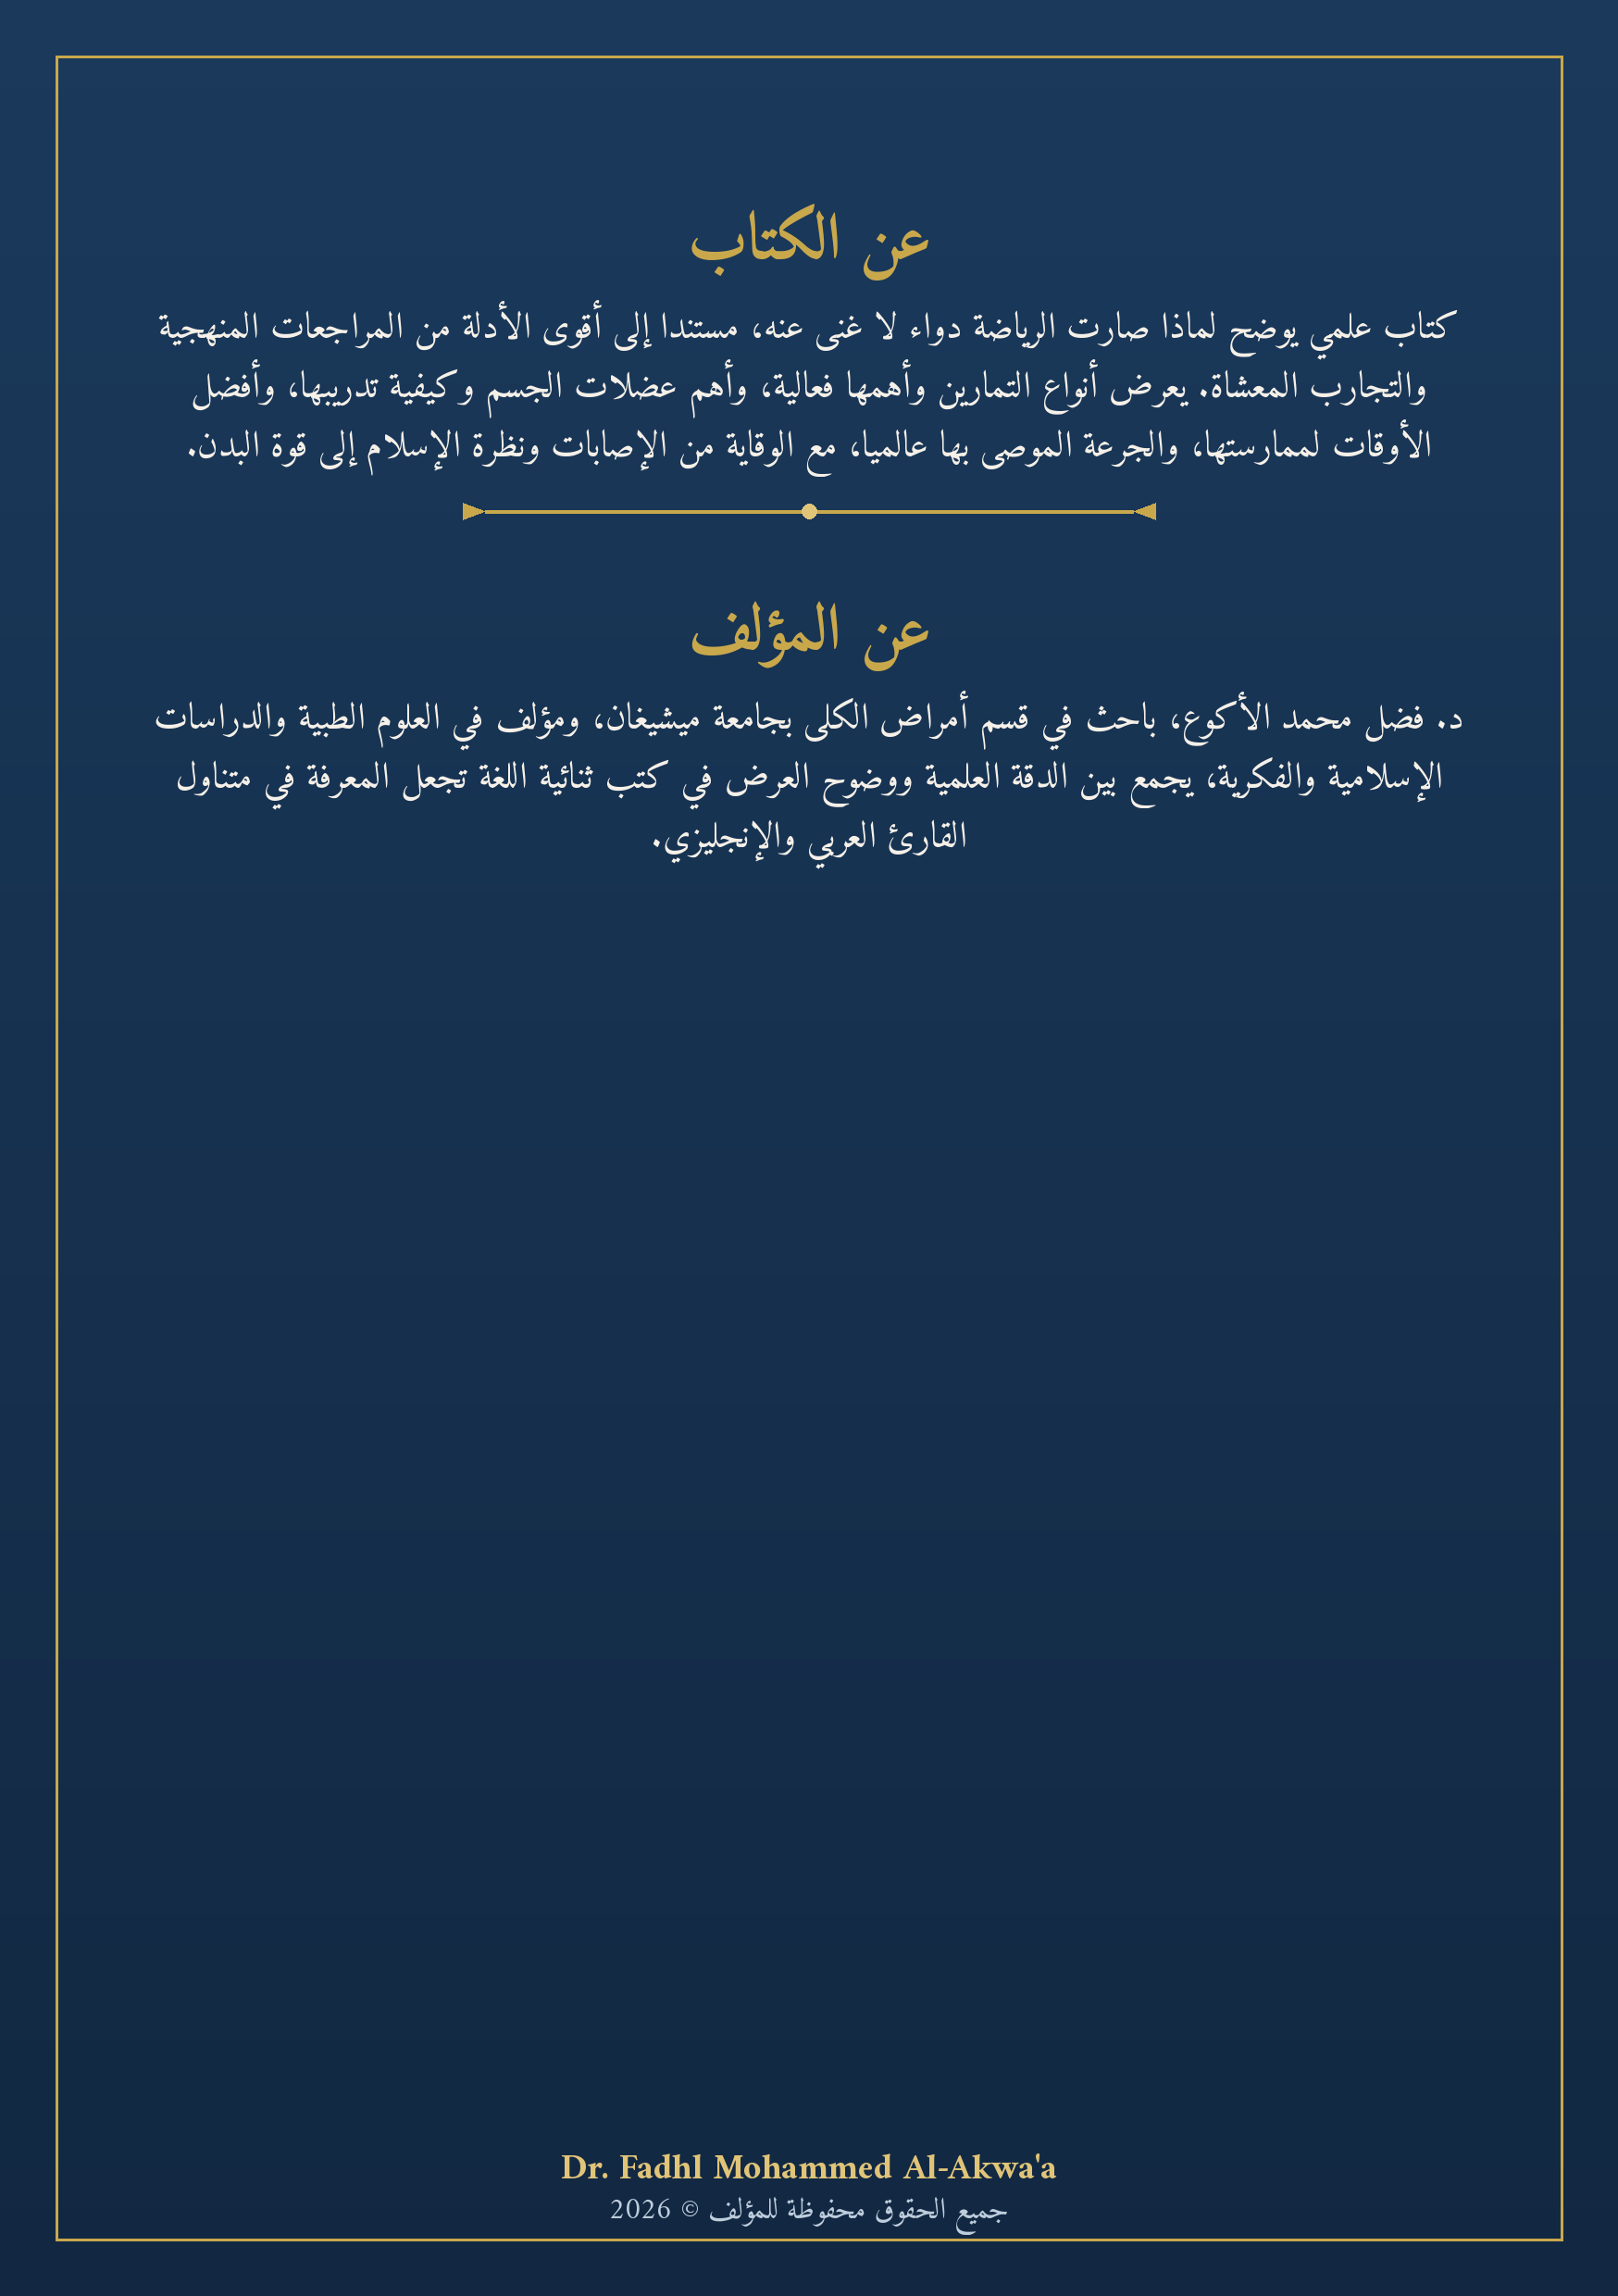 عن الكتاب
كتاب علمي يوضح لماذا صارت الرياضة دواء لا غنى عنه، مستندا إلى أقوى الأدلة من المراجعات المنهجية
والتجارب المعشاة. يعرض أنواع التمارين وأهمها فعالية، وأهم عضلات الجسم وكيفية تدريبها، وأفضل
الأوقات لممارستها، والجرعة الموصى بها عالميا، مع الوقاية من الإصابات ونظرة الإسلام إلى قوة البدن.
عن المؤلف
د. فضل محمد الأكوع، باحث في قسم أمراض الكلى بجامعة ميشيغان، ومؤلف في العلوم الطبية والدراسات
الإسلامية والفكرية، يجمع بين الدقة العلمية ووضوح العرض في كتب ثنائية اللغة تجعل المعرفة في متناول
القارئ العربي والإنجليزي.
Dr. Fadhl Mohammed Al-Akwa'a
جميع الحقوق محفوظة للمؤلف © 2026